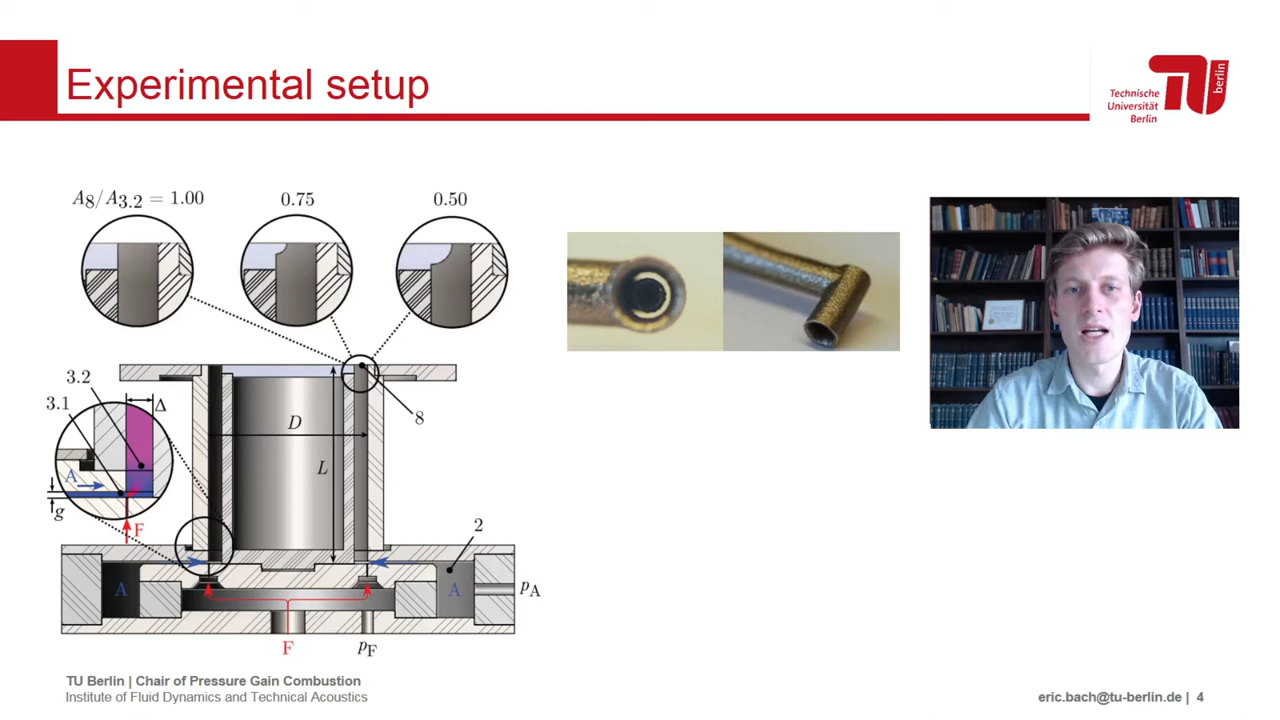 Experimental setup
Technische
Universität
Berlin
berlin
A8/A3.2 = 1.00
0.75
0.50
3.2
3.1
Δ
A
g
F
D
L
8
2
A
A
pA
F
pF
TU Berlin | Chair of Pressure Gain Combustion
Institute of Fluid Dynamics and Technical Acoustics
eric.bach@tu-berlin.de | 4